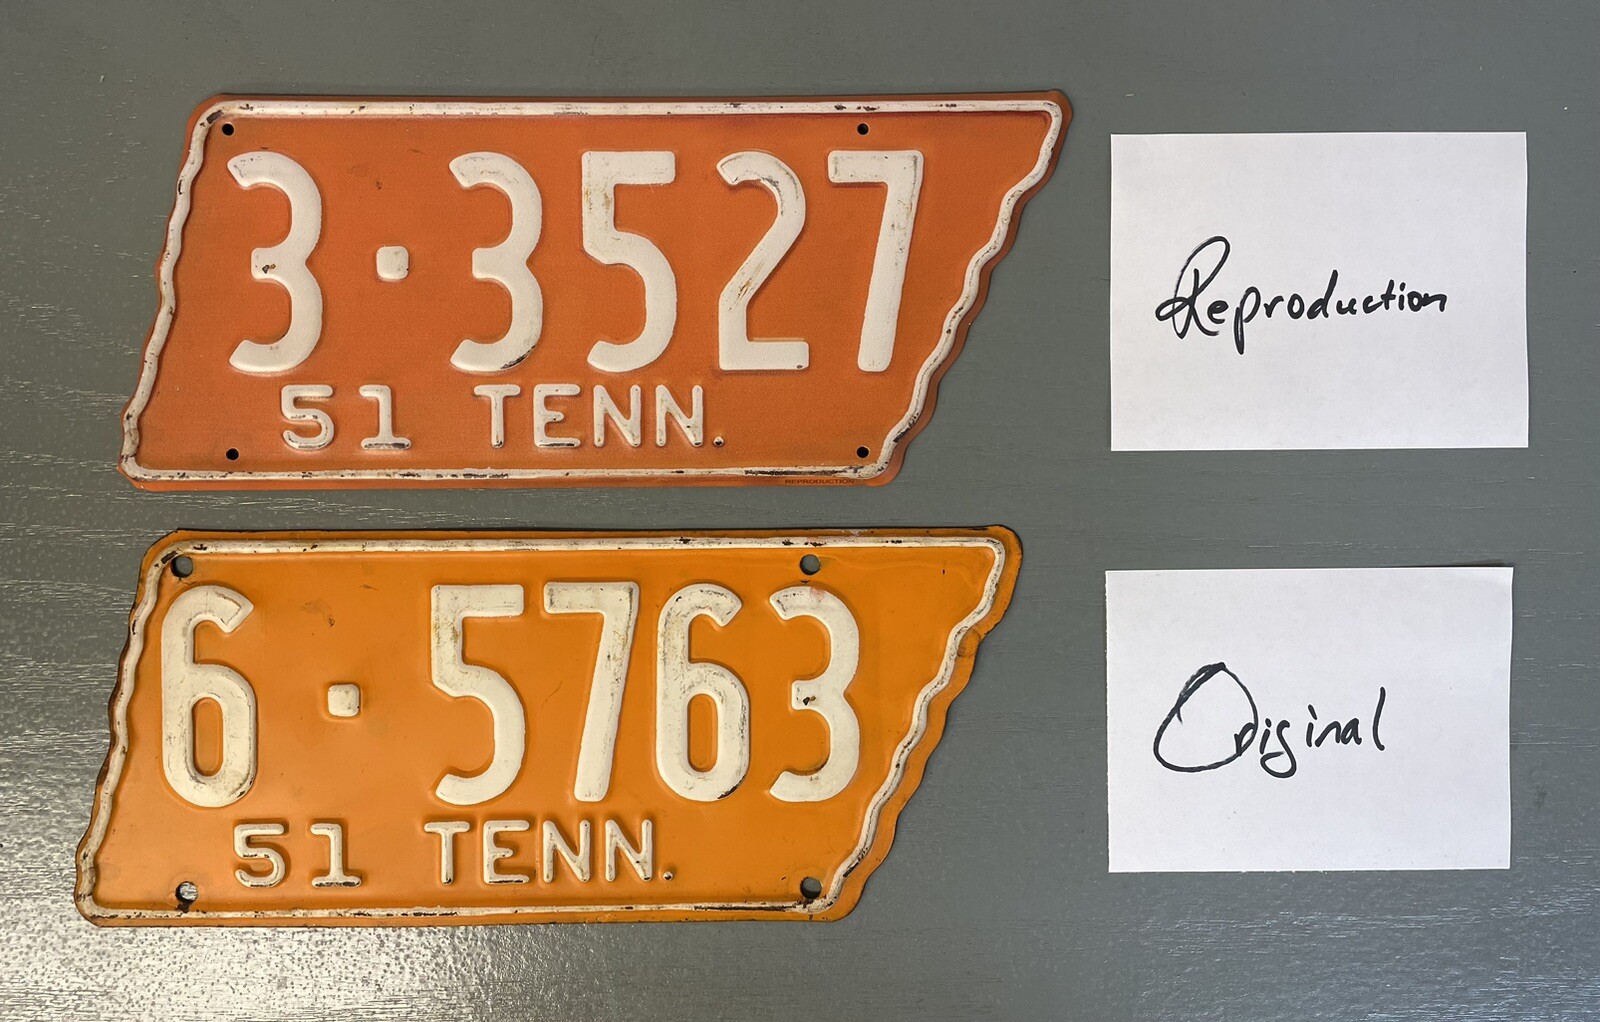 3·3527
51 TENN.
REPRODUCTION
Reproduction
6·5763
51 TENN.
Original